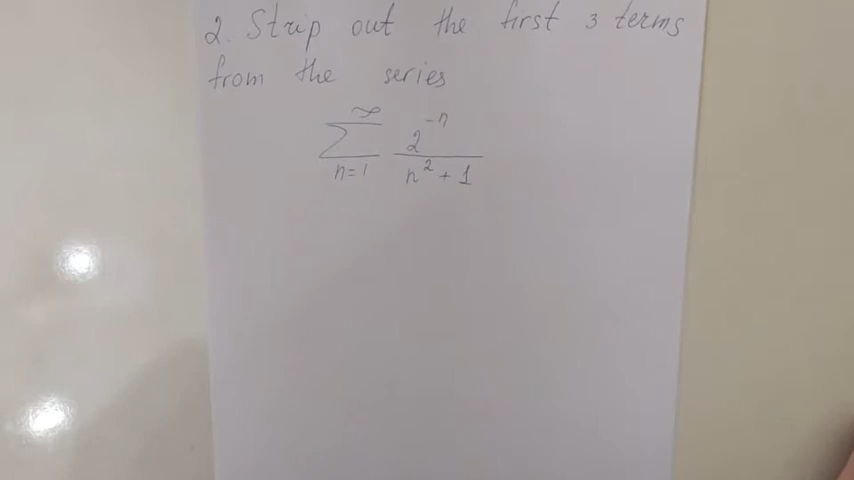 2. Strip out the first 3 terms
from the series
∞
∑ 2^-n / n^2 + 1
n=1